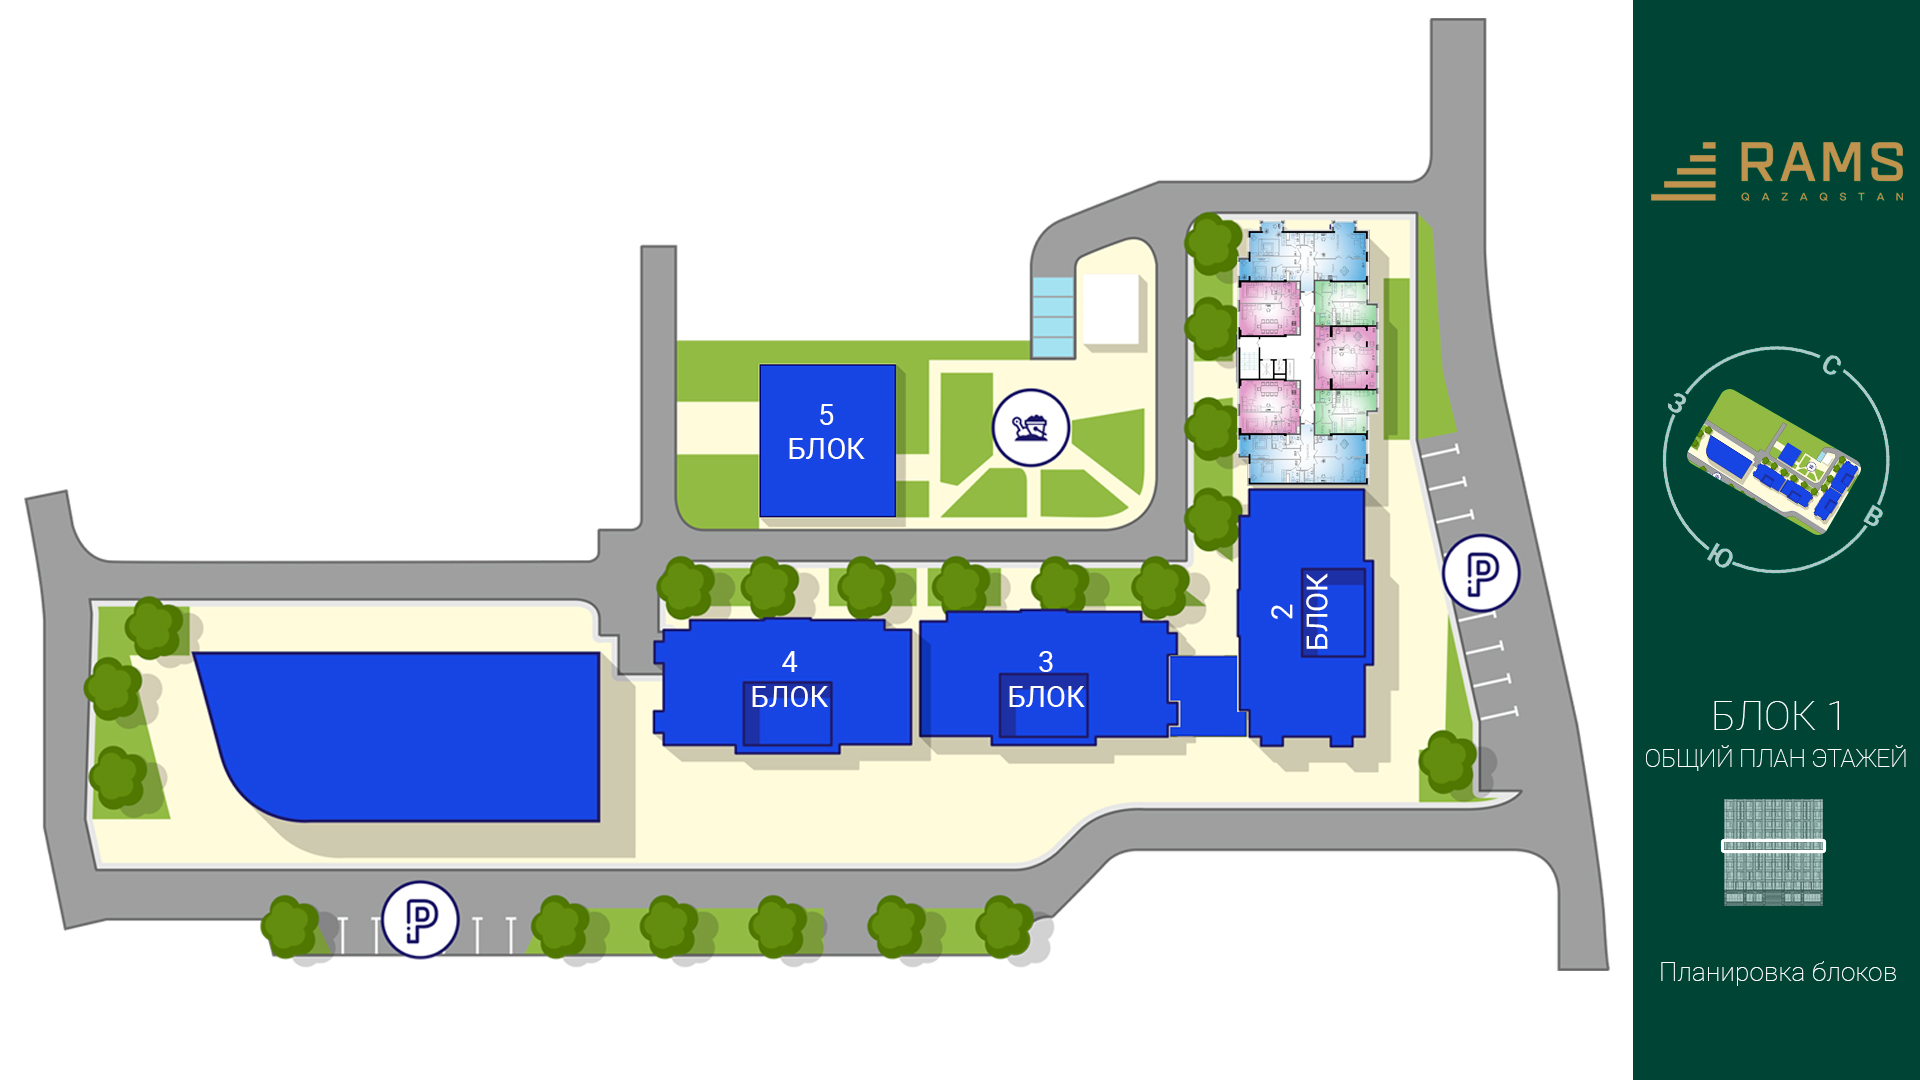 RAMS
QAZAQSTAN
5
БЛОК
4
БЛОК
3
БЛОК
2
БЛОК
P
P
С
З
В
Ю
БЛОК 1
ОБЩИЙ ПЛАН ЭТАЖЕЙ
Планировка блоков